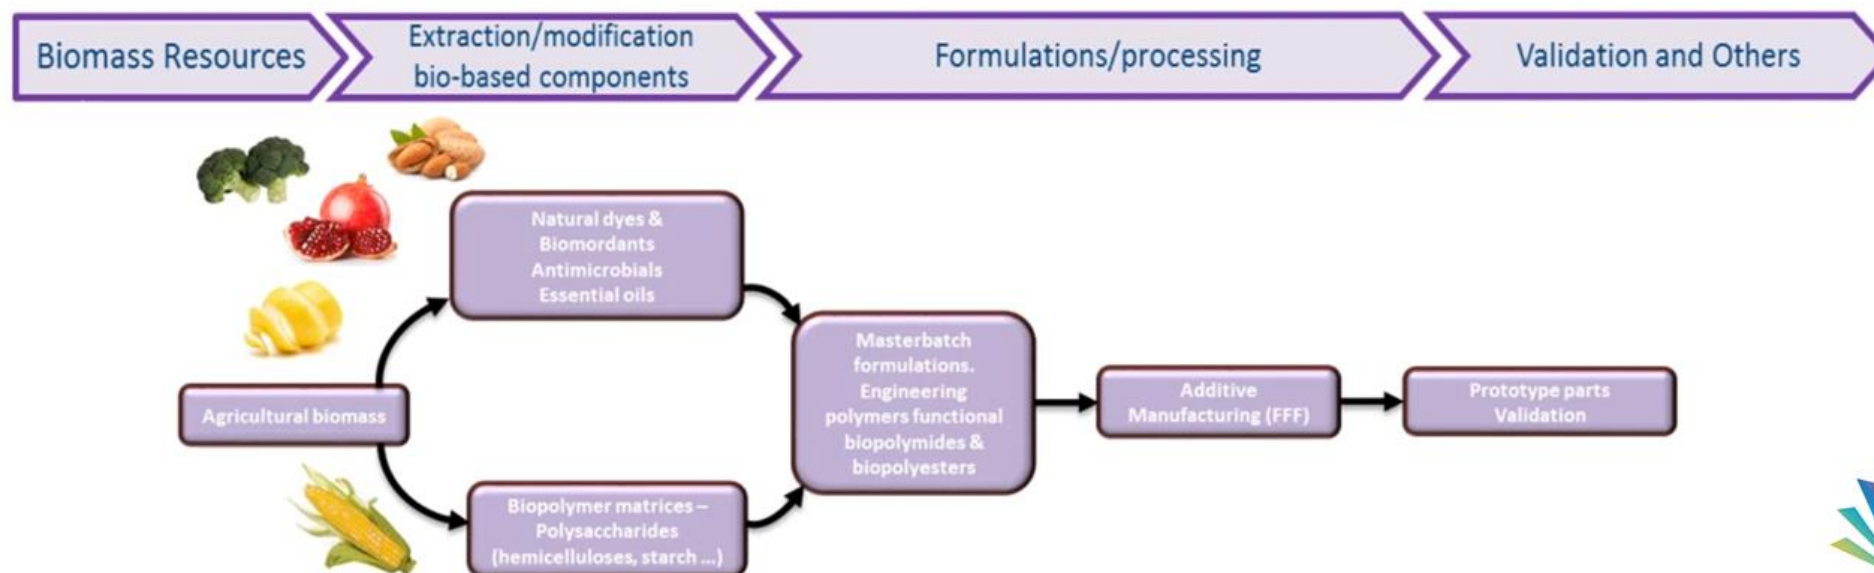 Biomass Resources
Extraction/modification
bio-based components
Formulations/processing
Validation and Others
Natural dyes &
Biomordants
Antimicrobials
Essential oils
Masterbatch
formulations.
Engineering
polymers functional
biopolymides &
biopolyesters
Agricultural biomass
Additive
Manufacturing (FFF)
Prototype parts
Validation
Biopolymer matrices –
Polysaccharides
(hemicelluloses, starch ...)